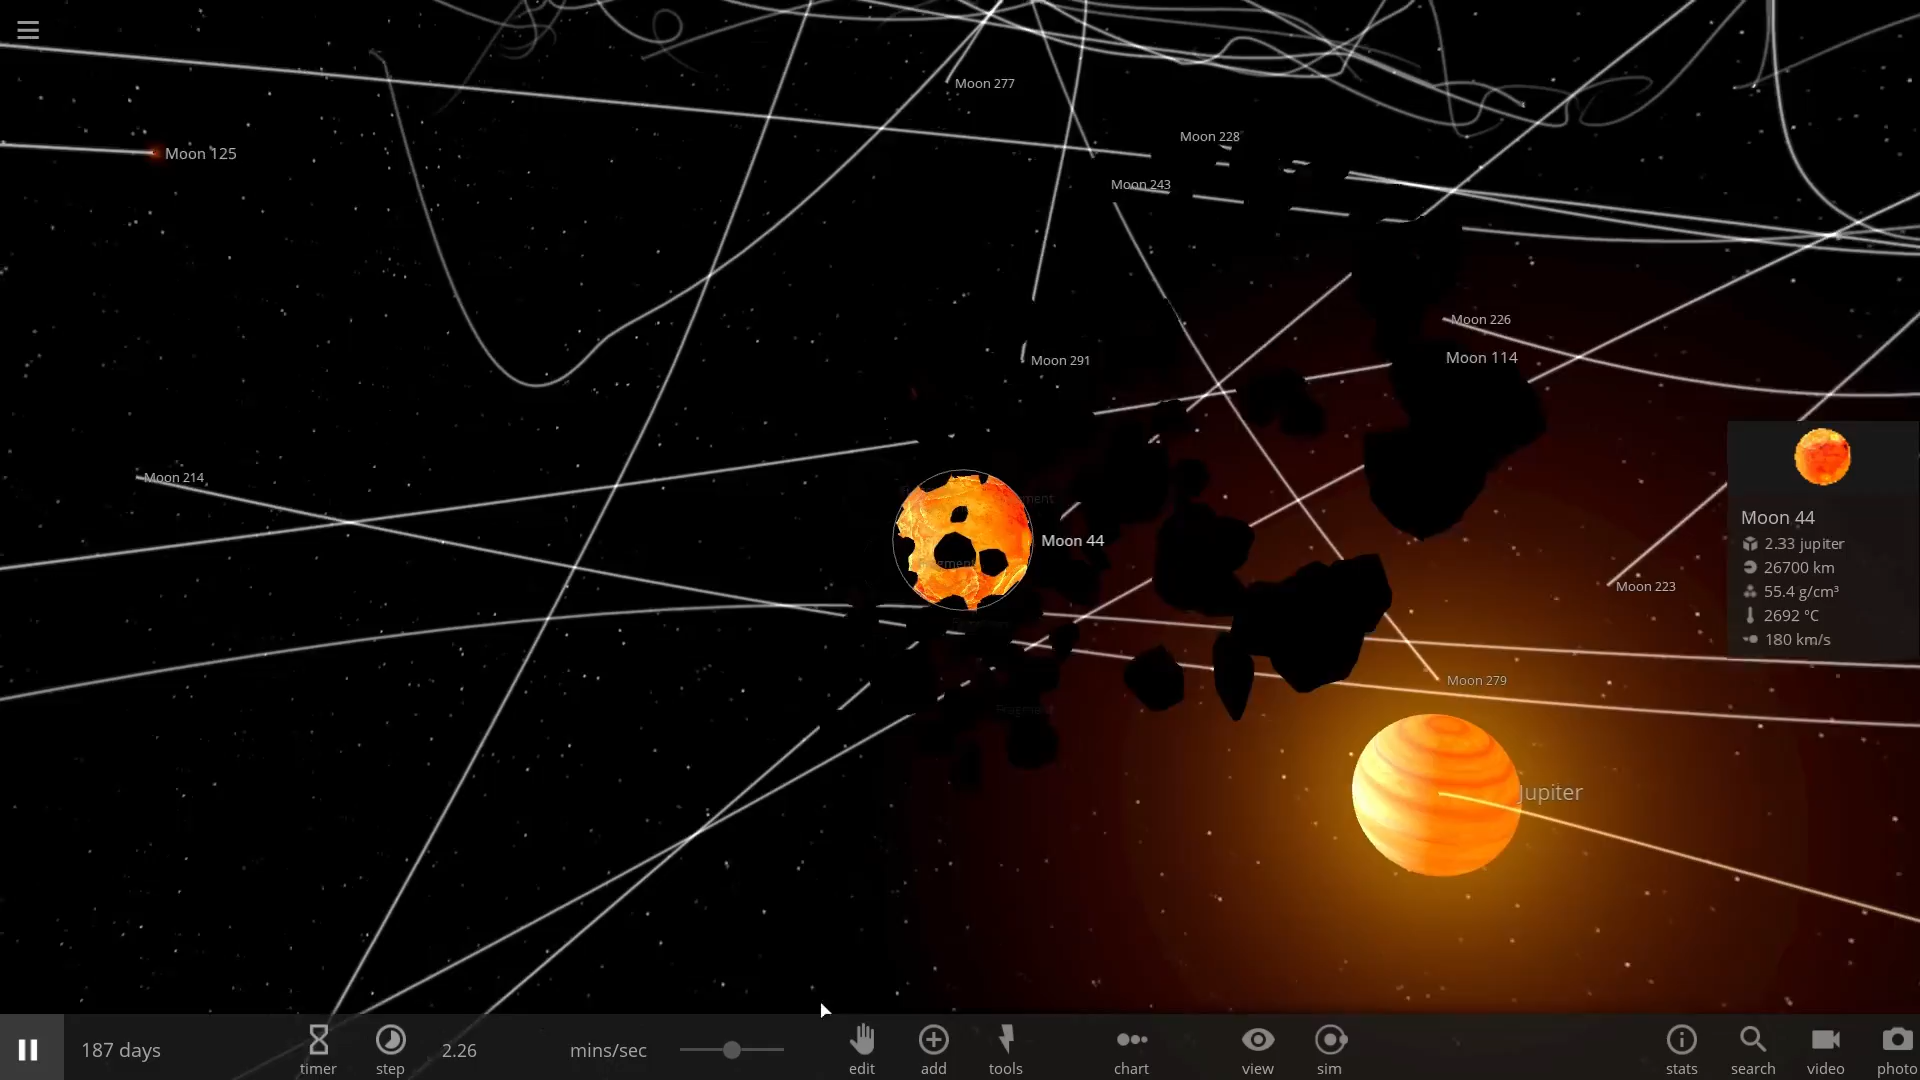 Moon 277
Moon 228
Moon 125
Moon 243
Moon 226
Moon 114
Moon 291
Moon 214
Moon 44
Moon 44
2.33 jupiter
26700 km
55.4 g/cm³
2692 °C
180 km/s
Moon 223
Fragment
Moon 279
Jupiter
187 days
timer
step
2.26
mins/sec
edit
add
tools
chart
view
sim
stats
search
video
photo